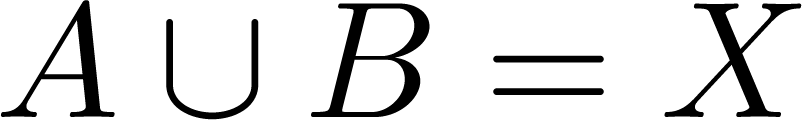 A ∪ B = X